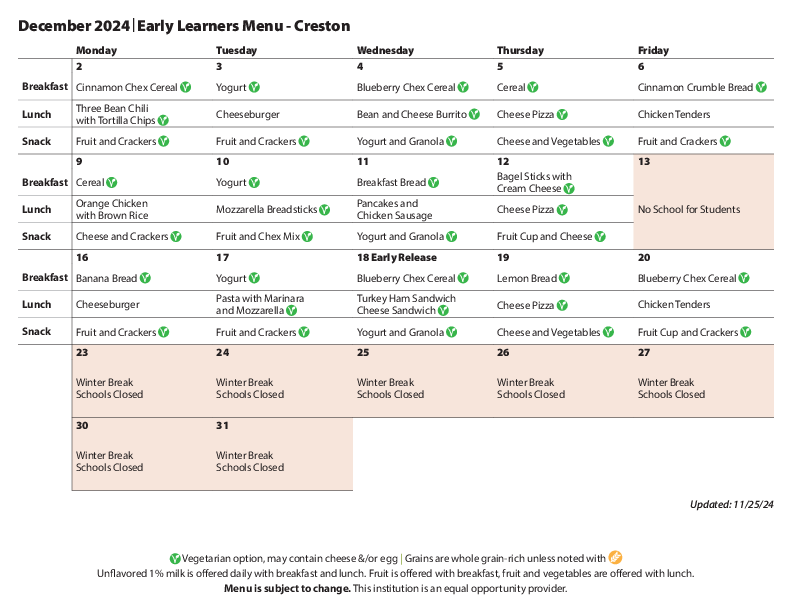 December 2024 | Early Learners Menu - Creston
Monday Tuesday Wednesday Thursday Friday
2 3 4 5 6
Breakfast Cinnamon Chex Cereal V Yogurt V Blueberry Chex Cereal V Cereal V Cinnamon Crumble Bread V
Lunch Three Bean Chili with Tortilla Chips V Cheeseburger Bean and Cheese Burrito V Cheese Pizza V Chicken Tenders
Snack Fruit and Crackers V Fruit and Crackers V Yogurt and Granola V Cheese and Vegetables V Fruit and Crackers V
9 10 11 12 13
Breakfast Cereal V Yogurt V Breakfast Bread V Bagel Sticks with Cream Cheese V
Lunch Orange Chicken with Brown Rice Mozzarella Breadsticks V Pancakes and Chicken Sausage Cheese Pizza V No School for Students
Snack Cheese and Crackers V Fruit and Chex Mix V Yogurt and Granola V Fruit Cup and Cheese V
16 17 18 Early Release 19 20
Breakfast Banana Bread V Yogurt V Blueberry Chex Cereal V Lemon Bread V Blueberry Chex Cereal V
Lunch Cheeseburger Pasta with Marinara and Mozzarella V Turkey Ham Sandwich Cheese Sandwich V Cheese Pizza V Chicken Tenders
Snack Fruit and Crackers V Fruit and Crackers V Yogurt and Granola V Cheese and Vegetables V Fruit Cup and Crackers V
23 24 25 26 27
Winter Break Winter Break Winter Break Winter Break Winter Break
Schools Closed Schools Closed Schools Closed Schools Closed Schools Closed
30 31
Winter Break Winter Break
Schools Closed Schools Closed
Updated: 11/25/24
V Vegetarian option, may contain cheese &/or egg | Grains are whole grain-rich unless noted with
Unflavored 1% milk is offered daily with breakfast and lunch. Fruit is offered with breakfast, fruit and vegetables are offered with lunch.
Menu is subject to change. This institution is an equal opportunity provider.